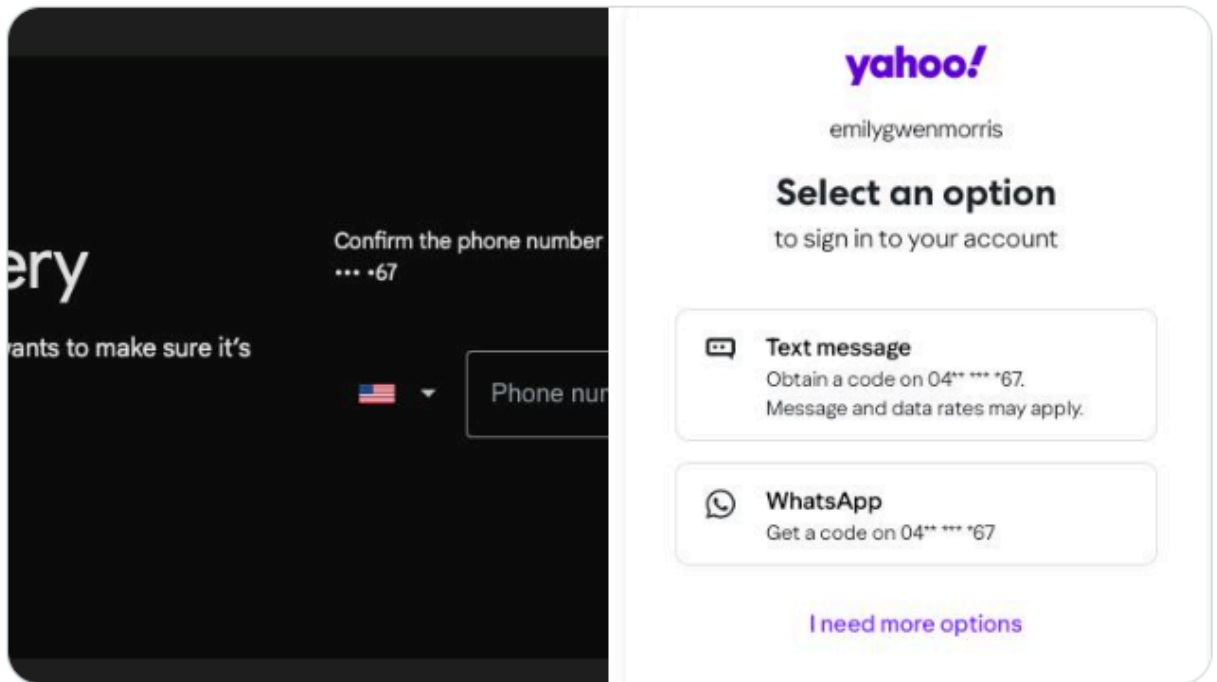 ery
ants to make sure it's
Confirm the phone number
••• •67
Phone nur
yahoo!
emilygwenmorris
Select an option
to sign in to your account
Text message
Obtain a code on 04** *** *67.
Message and data rates may apply.
WhatsApp
Get a code on 04** *** *67
I need more options